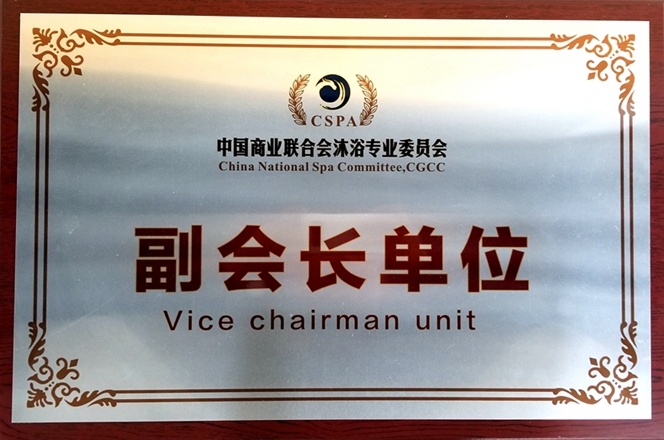 CSPA
中国商业联合会沐浴专业委员会
China National Spa Committee,CGCC
副会长单位
Vice chairman unit